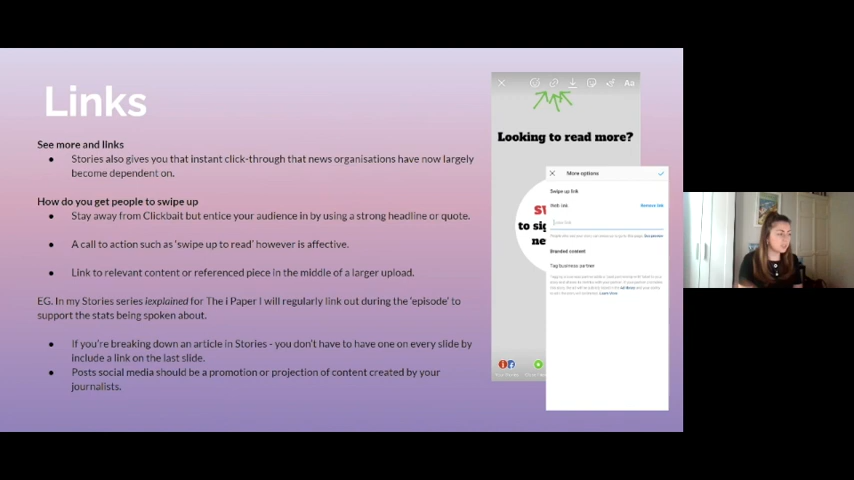 Links
See more and links
● Stories also gives you that instant click-through that news organisations have now largely
become dependent on.
How do you get people to swipe up
● Stay away from Clickbait but entice your audience in by using a strong headline or quote.
● A call to action such as 'swipe up to read' however is affective.
● Link to relevant content or referenced piece in the middle of a larger upload.
EG. In my Stories series ixplained for The i Paper I will regularly link out during the 'episode' to
support the stats being spoken about.
● If you're breaking down an article in Stories - you don't have to have one on every slide by
include a link on the last slide.
● Posts social media should be a promotion or projection of content created by your
journalists.
Aa
Looking to read more?
to sig
ne
More options
Swipe up link
Web link
Remove link
Branded content
Tag business partner